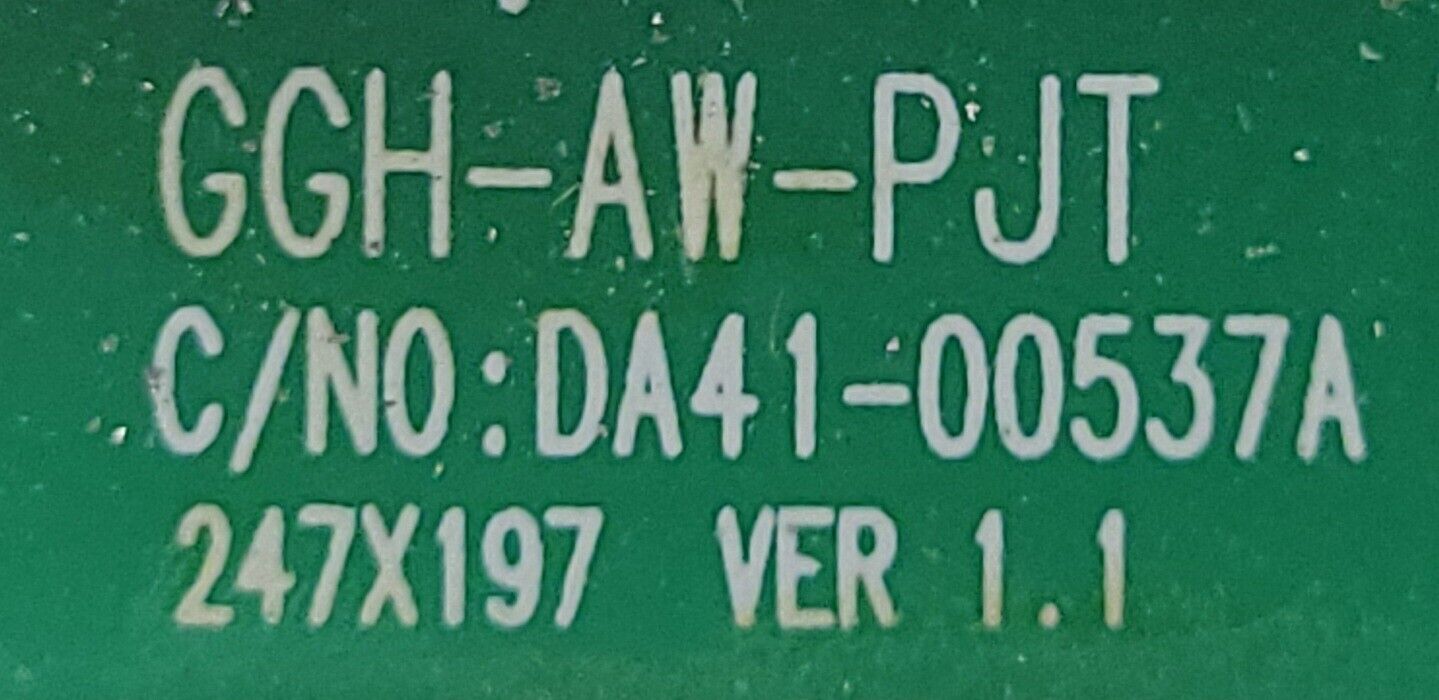 GGH-AW-PJT
C/NO:DA41-00537A
247X197 VER 1.1